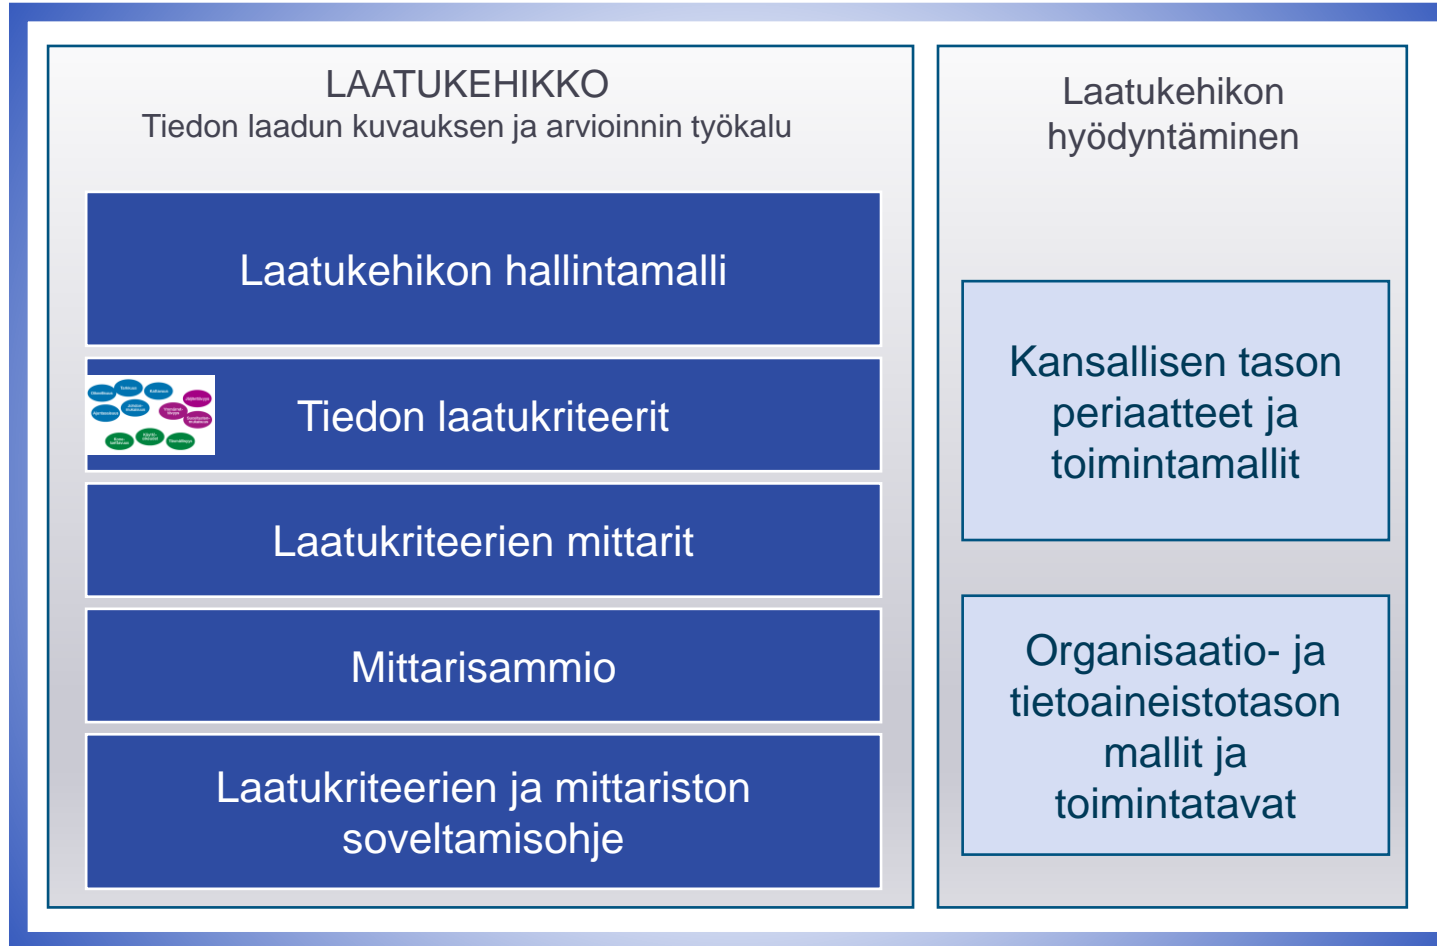 LAATUKEHIKKO
Tiedon laadun kuvauksen ja arvioinnin työkalu
Laatukehikon hallintamalli
Tiedon laatukriteerit
Laatukriteerien mittarit
Mittarisammio
Laatukriteerien ja mittariston
soveltamisohje
Laatukehikon
hyödyntäminen
Kansallisen tason
periaatteet ja
toimintamallit
Organisaatio- ja
tietoaineistotason
mallit ja
toimintatavat